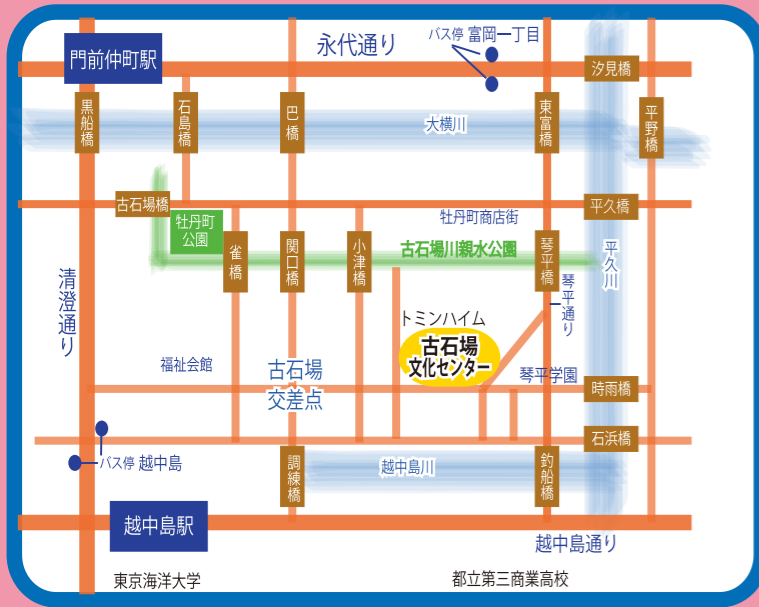 門前仲町駅
永代通り
バス停 富岡一丁目
汐見橋
黒船橋
石島橋
巴橋
大横川
東富橋
平野橋
古石場橋
牡丹町
公園
牡丹町商店街
平久橋
雀橋
関口橋
小津橋
古石場川親水公園
琴平橋
平久川
清澄通り
琴平通り
トミンハイム
古石場
文化センター
福祉会館
古石場
交差点
琴平学園
時雨橋
石浜橋
バス停 越中島
調練橋
越中島川
釣船橋
越中島駅
越中島通り
東京海洋大学
都立第三商業高校